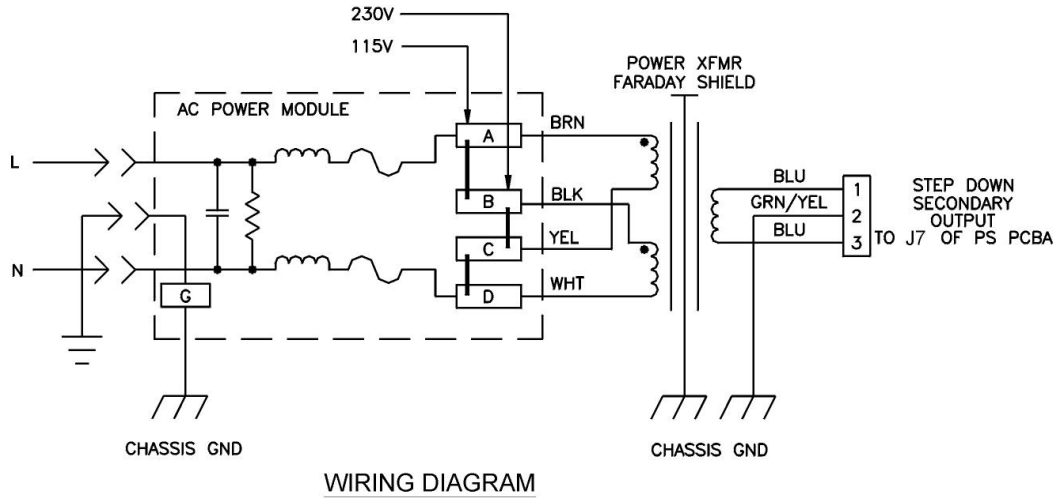 230V
115V
POWER XFMR
FARADAY SHIELD
AC POWER MODULE
A
BRN
L
B
BLK
BLU
1
GRN/YEL
2
BLU
3
STEP DOWN
SECONDARY
OUTPUT
TO J7 OF PS PCBA
C
YEL
N
G
D
WHT
CHASSIS GND
CHASSIS GND
WIRING DIAGRAM